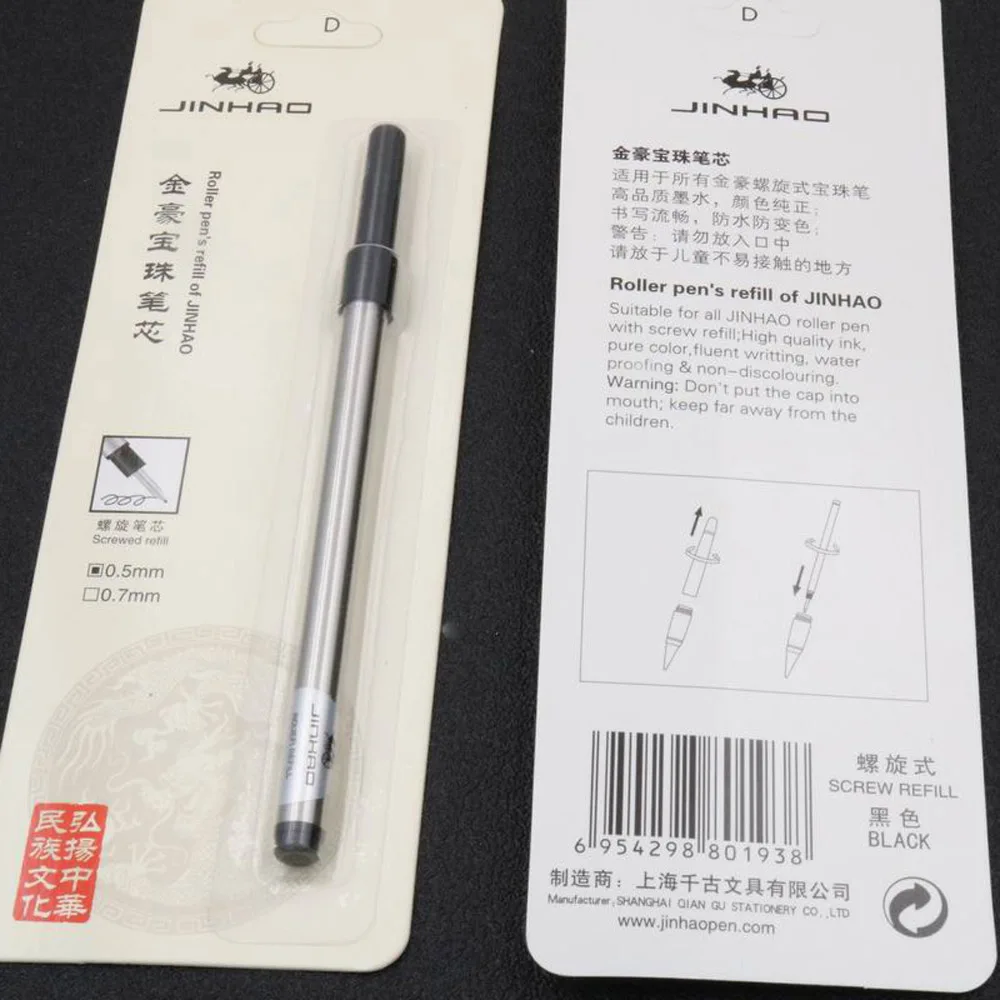 D
JINHAO
金豪宝珠笔芯
Roller pen's refill of JINHAO
螺旋笔芯
Screwed refill
0.5mm
0.7mm
JINHAO
弘揚中華
民族文化
D
JINHAO
金豪宝珠笔芯
适用于所有金豪螺旋式宝珠笔
高品质墨水，颜色纯正；
书写流畅，防水防变色；
警告：请勿放入口中
请放于儿童不易接触的地方
Roller pen's refill of JINHAO
Suitable for all JINHAO roller pen
with screw refill;High quality ink,
pure color,fluent writting, water
proofing & non-discolouring.
Warning: Don't put the cap into
mouth; keep far away from the
children.
螺旋式
SCREW REFILL
黑色
BLACK
6 954298 801938
制造商：上海千古文具有限公司
Manufacturer:SHANGHAI QIAN GU STATIONERY CO.,LTD
www.jinhaopen.com